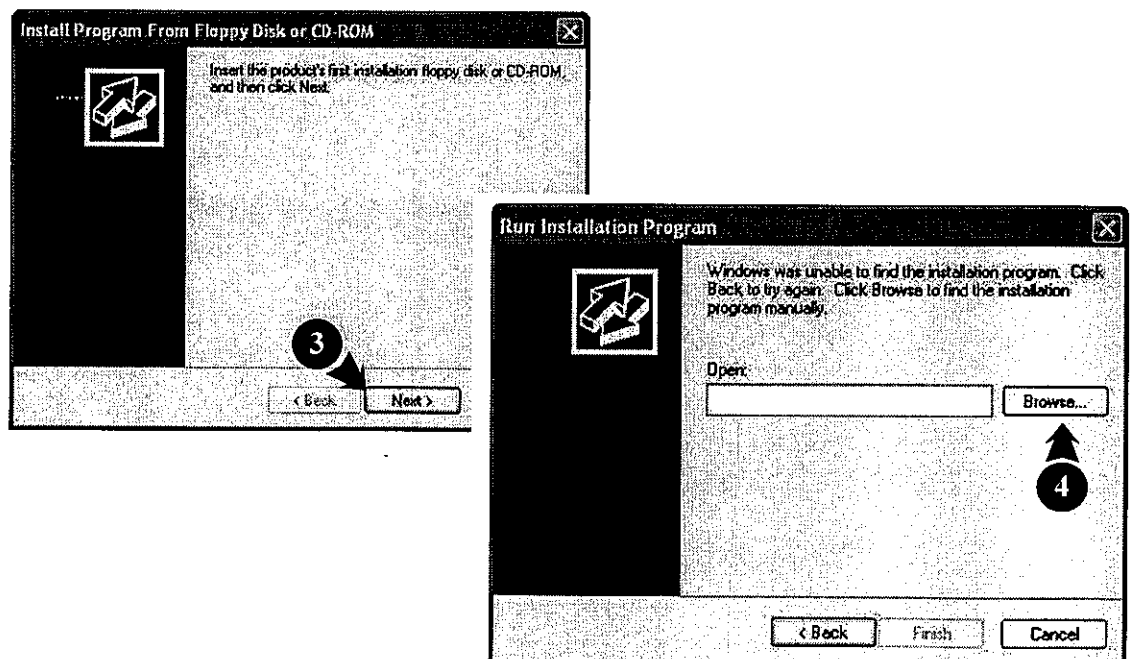 Install Program From Floppy Disk or CD-ROM
Insert the product's first installation floppy disk or CD-ROM,
and then click Next.
3
< Back
Next >
Run Installation Program
Windows was unable to find the installation program. Click
Back to try again. Click Browse to find the installation
program manually.
Open:
Browse...
4
< Back
Finish
Cancel